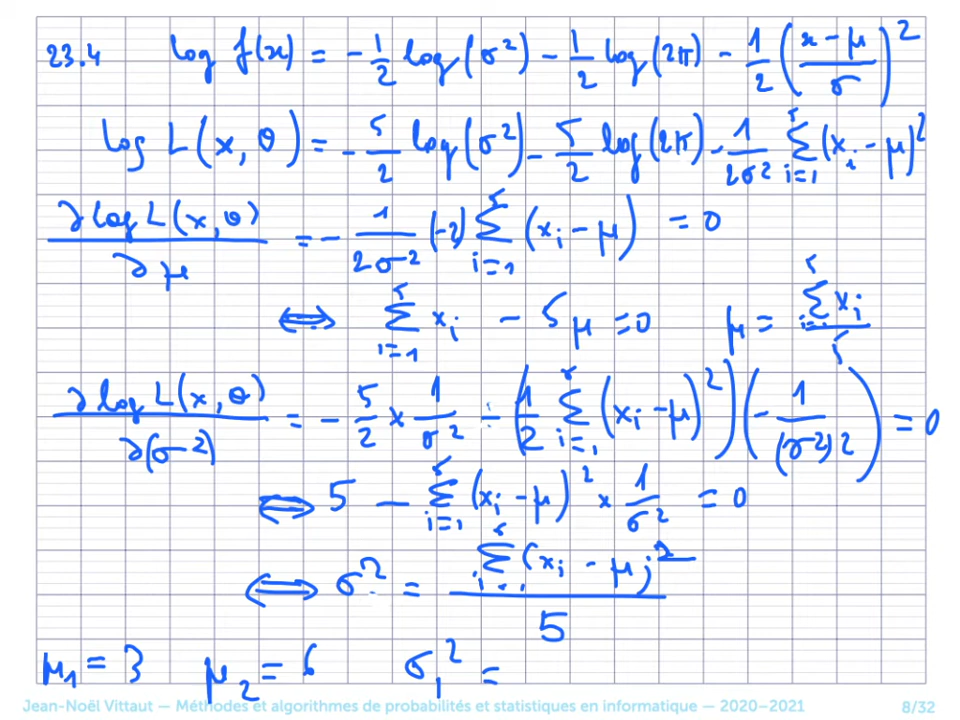 23.4 log f(x) = -1/2 log(σ²) - 1/2 log(2π) - 1/2 ((x-μ)/σ)²
log L(x, θ) = -5/2 log(σ²) - 5/2 log(2π) - 1/(2σ²) Σ_{i=1}^{5} (x_i - μ)²
∂ log L(x, θ)/∂μ = - 1/(2σ²) (-2) Σ_{i=1}^{5} (x_i - μ) = 0
⟺ Σ_{i=1}^{5} x_i - 5μ = 0 μ = Σ_{i=1}^{5} x_i / 5
∂ log L(x, θ)/∂(σ²) = - 5/2 × 1/σ² - (1/2 Σ_{i=1}^{5} (x_i - μ)²) (- 1/(σ²)²) = 0
⟺ 5 - Σ_{i=1}^{5} (x_i - μ)² × 1/σ² = 0
⟺ σ² = Σ_{i=1}^{5} (x_i - μ)² / 5
μ₁ = 3 μ₂ = 6 σ₁² =
Jean-Noël Vittaut — Méthodes et algorithmes de probabilités et statistiques en informatique — 2020–2021 8/32